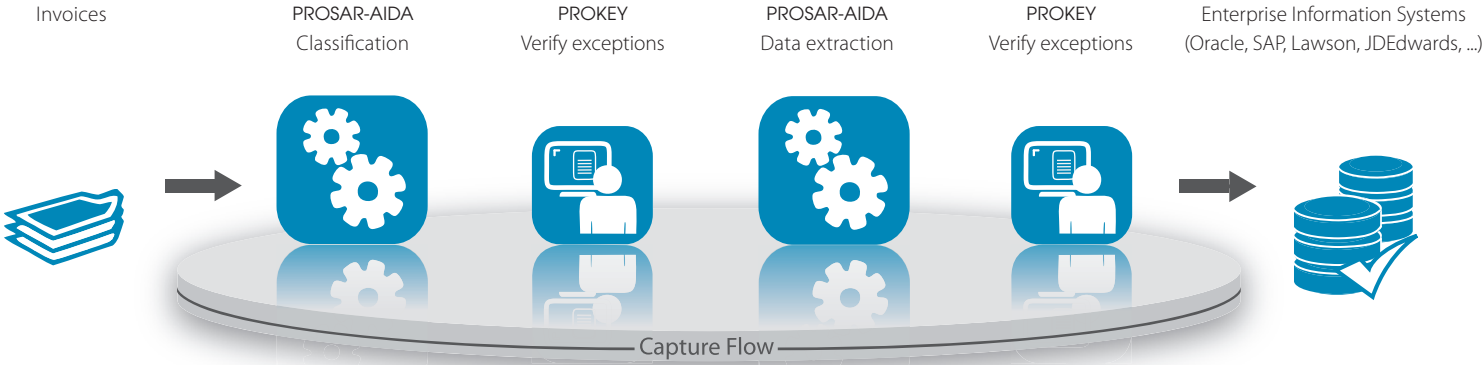 Invoices
PROSAR-AIDA
Classification
PROKEY
Verify exceptions
PROSAR-AIDA
Data extraction
PROKEY
Verify exceptions
Enterprise Information Systems
(Oracle, SAP, Lawson, JDEdwards, ...)
Capture Flow